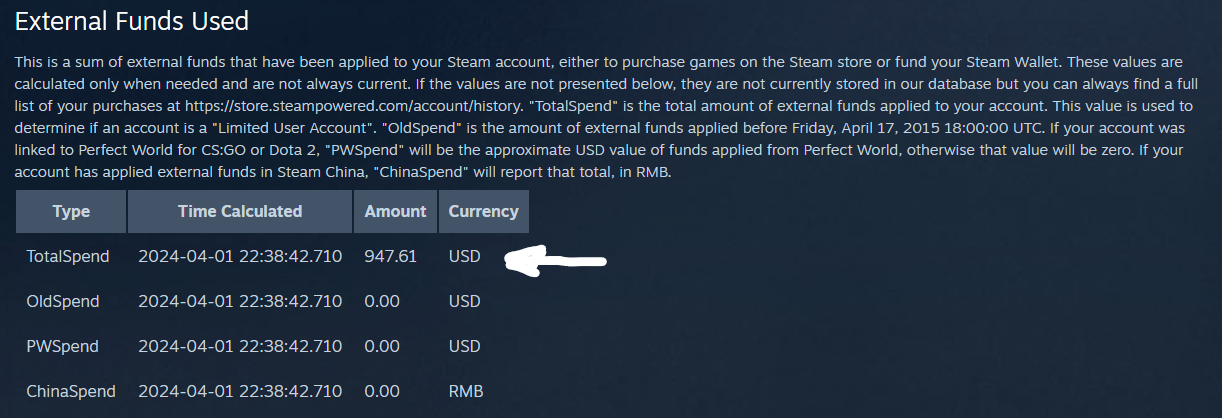 External Funds Used
This is a sum of external funds that have been applied to your Steam account, either to purchase games on the Steam store or fund your Steam Wallet. These values are
calculated only when needed and are not always current. If the values are not presented below, they are not currently stored in our database but you can always find a full
list of your purchases at https://store.steampowered.com/account/history. "TotalSpend" is the total amount of external funds applied to your account. This value is used to
determine if an account is a "Limited User Account". "OldSpend" is the amount of external funds applied before Friday, April 17, 2015 18:00:00 UTC. If your account was
linked to Perfect World for CS:GO or Dota 2, "PWSpend" will be the approximate USD value of funds applied from Perfect World, otherwise that value will be zero. If your
account has applied external funds in Steam China, "ChinaSpend" will report that total, in RMB.
Type Time Calculated Amount Currency
TotalSpend 2024-04-01 22:38:42.710 947.61 USD
OldSpend 2024-04-01 22:38:42.710 0.00 USD
PWSpend 2024-04-01 22:38:42.710 0.00 USD
ChinaSpend 2024-04-01 22:38:42.710 0.00 RMB